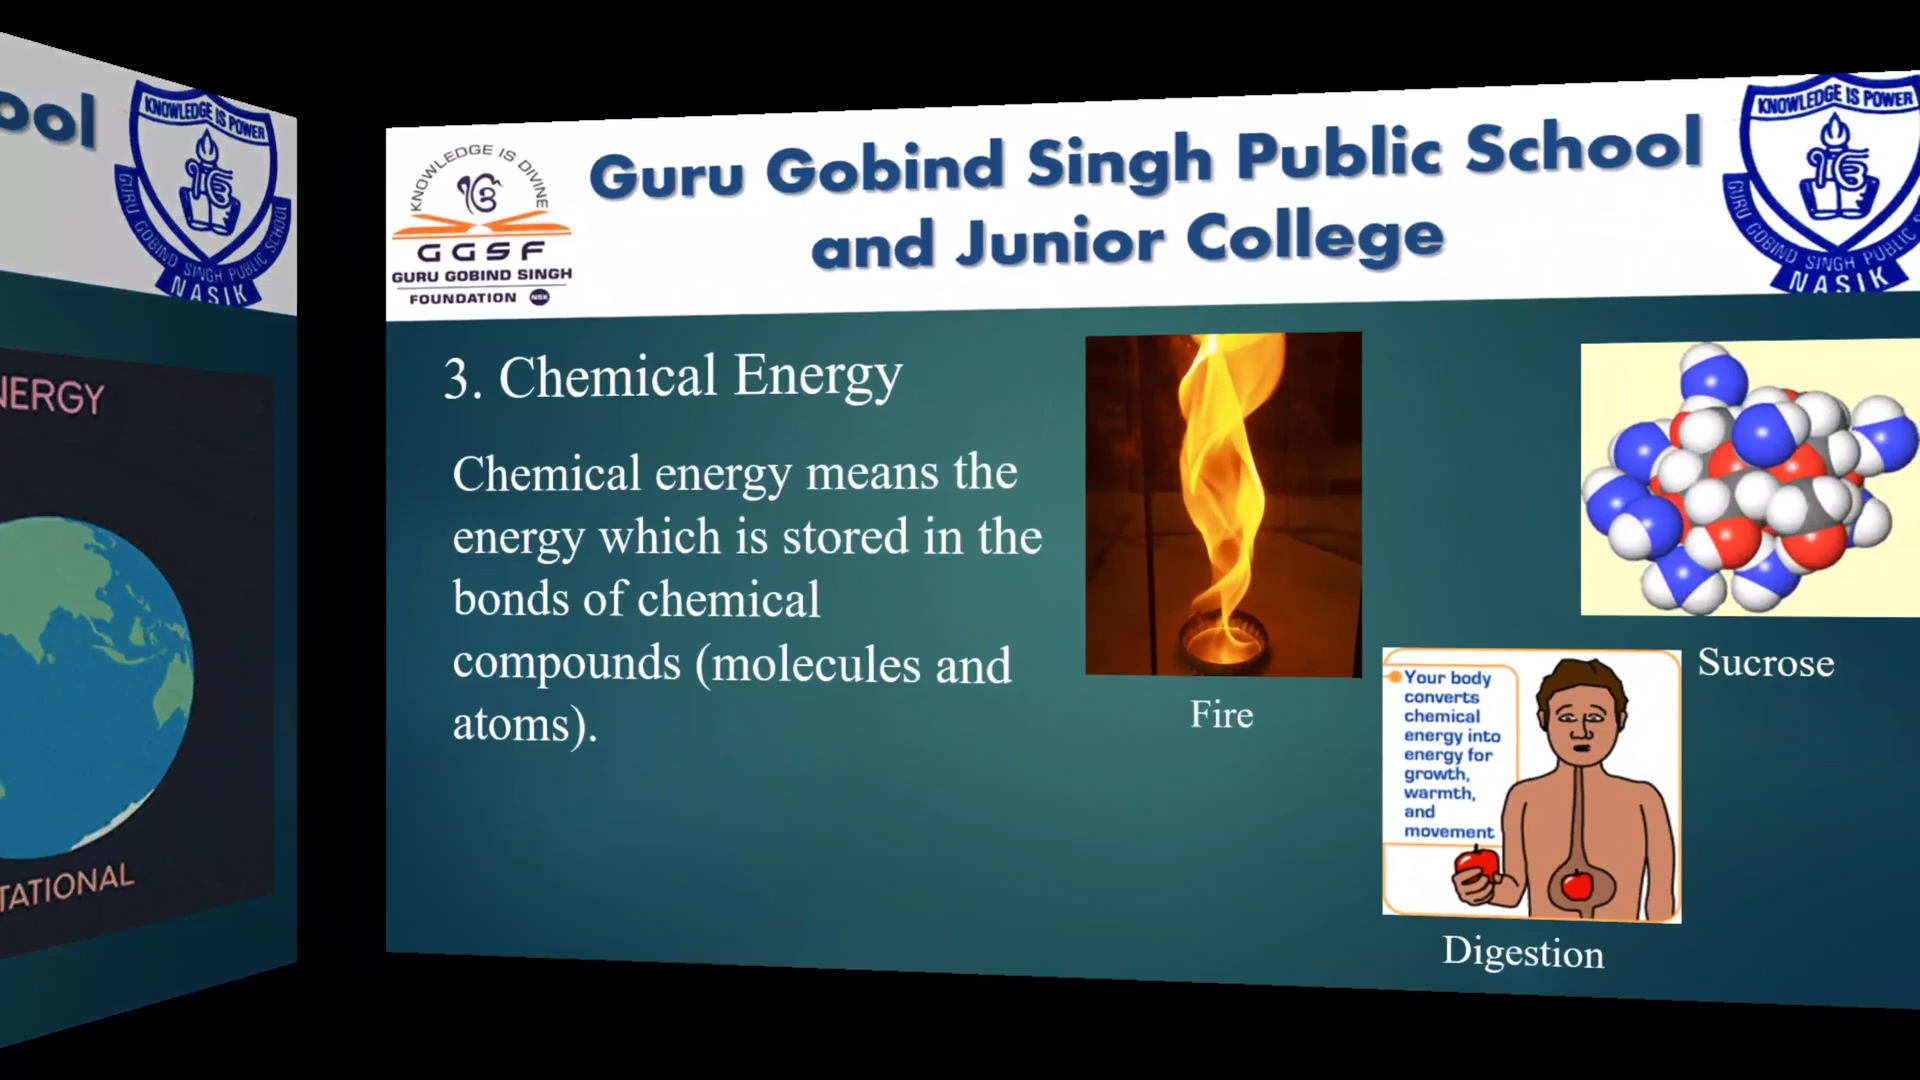 ool
KNOWLEDGE IS POWER
GURU GOBIND SINGH PUBLIC SCHOOL
NASIK
NERGY
TATIONAL
KNOWLEDGE IS DIVINE
GGSF
GURU GOBIND SINGH
FOUNDATION NSK
Guru Gobind Singh Public School
and Junior College
KNOWLEDGE IS POWER
GURU GOBIND SINGH PUBLIC S
NASIK
3. Chemical Energy
Chemical energy means the
energy which is stored in the
bonds of chemical
compounds (molecules and
atoms).
Fire
Sucrose
Your body
converts
chemical
energy into
energy for
growth,
warmth,
and
movement
Digestion